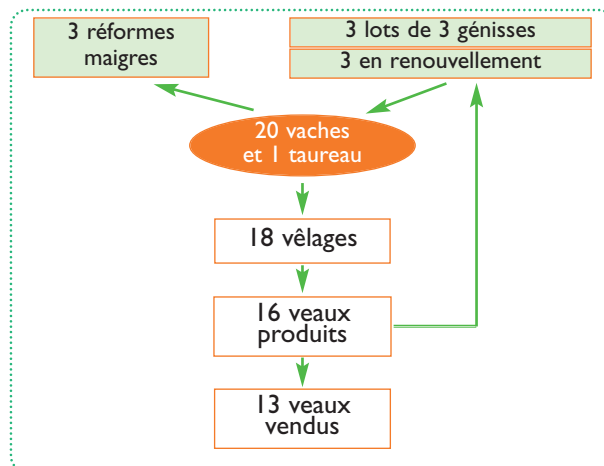 3 réformes
maigres
3 lots de 3 génisses
3 en renouvellement
20 vaches
et 1 taureau
18 vêlages
16 veaux
produits
13 veaux
vendus